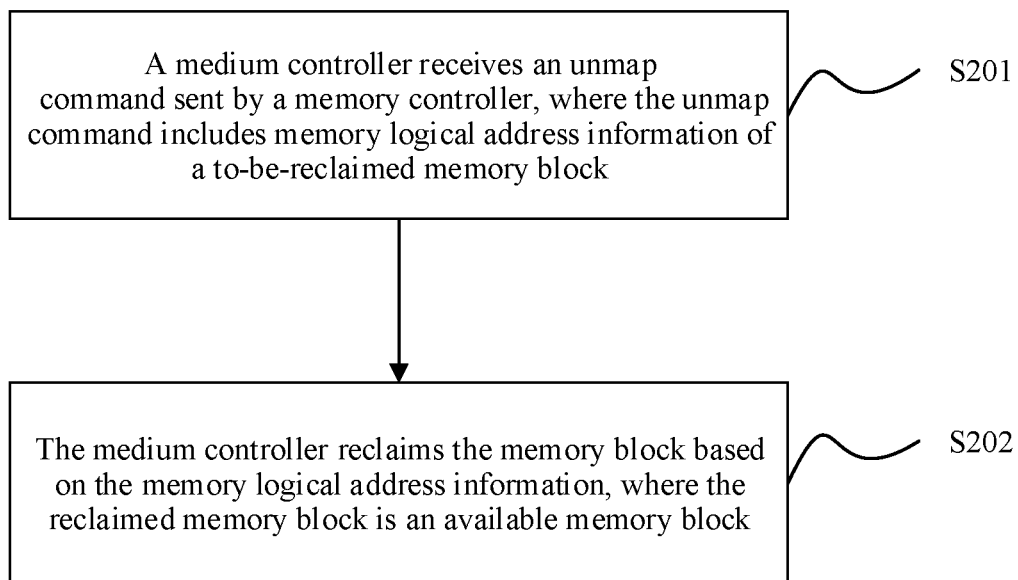 A medium controller receives an unmap
command sent by a memory controller, where the unmap
command includes memory logical address information of
a to-be-reclaimed memory block
S201
The medium controller reclaims the memory block based
on the memory logical address information, where the
reclaimed memory block is an available memory block
S202